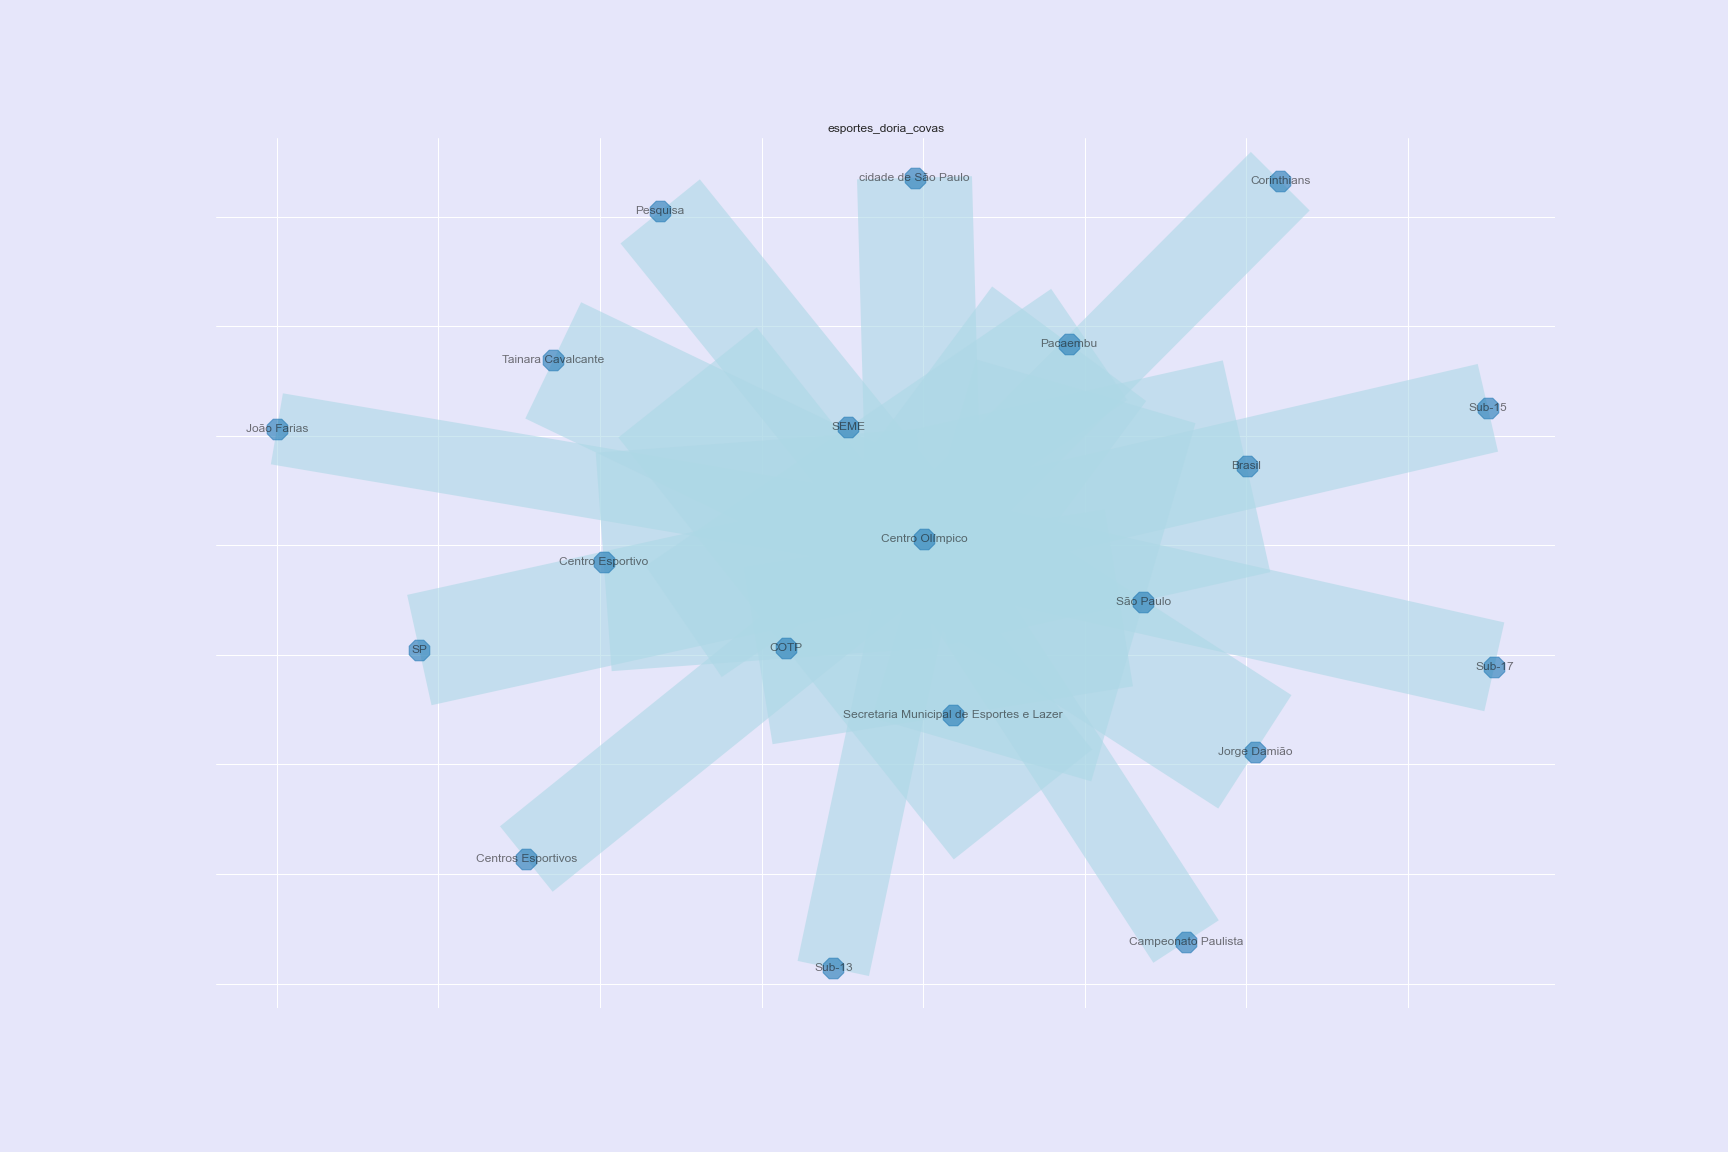 esportes_doria_covas
cidade de São Paulo
Corinthians
Pesquisa
Pacaembu
Tainara Cavalcante
Sub-15
João Farias
SEME
Brasil
Centro Olímpico
Centro Esportivo
São Paulo
SP
COTP
Sub-17
Secretaria Municipal de Esportes e Lazer
Jorge Damião
Centros Esportivos
Campeonato Paulista
Sub-13